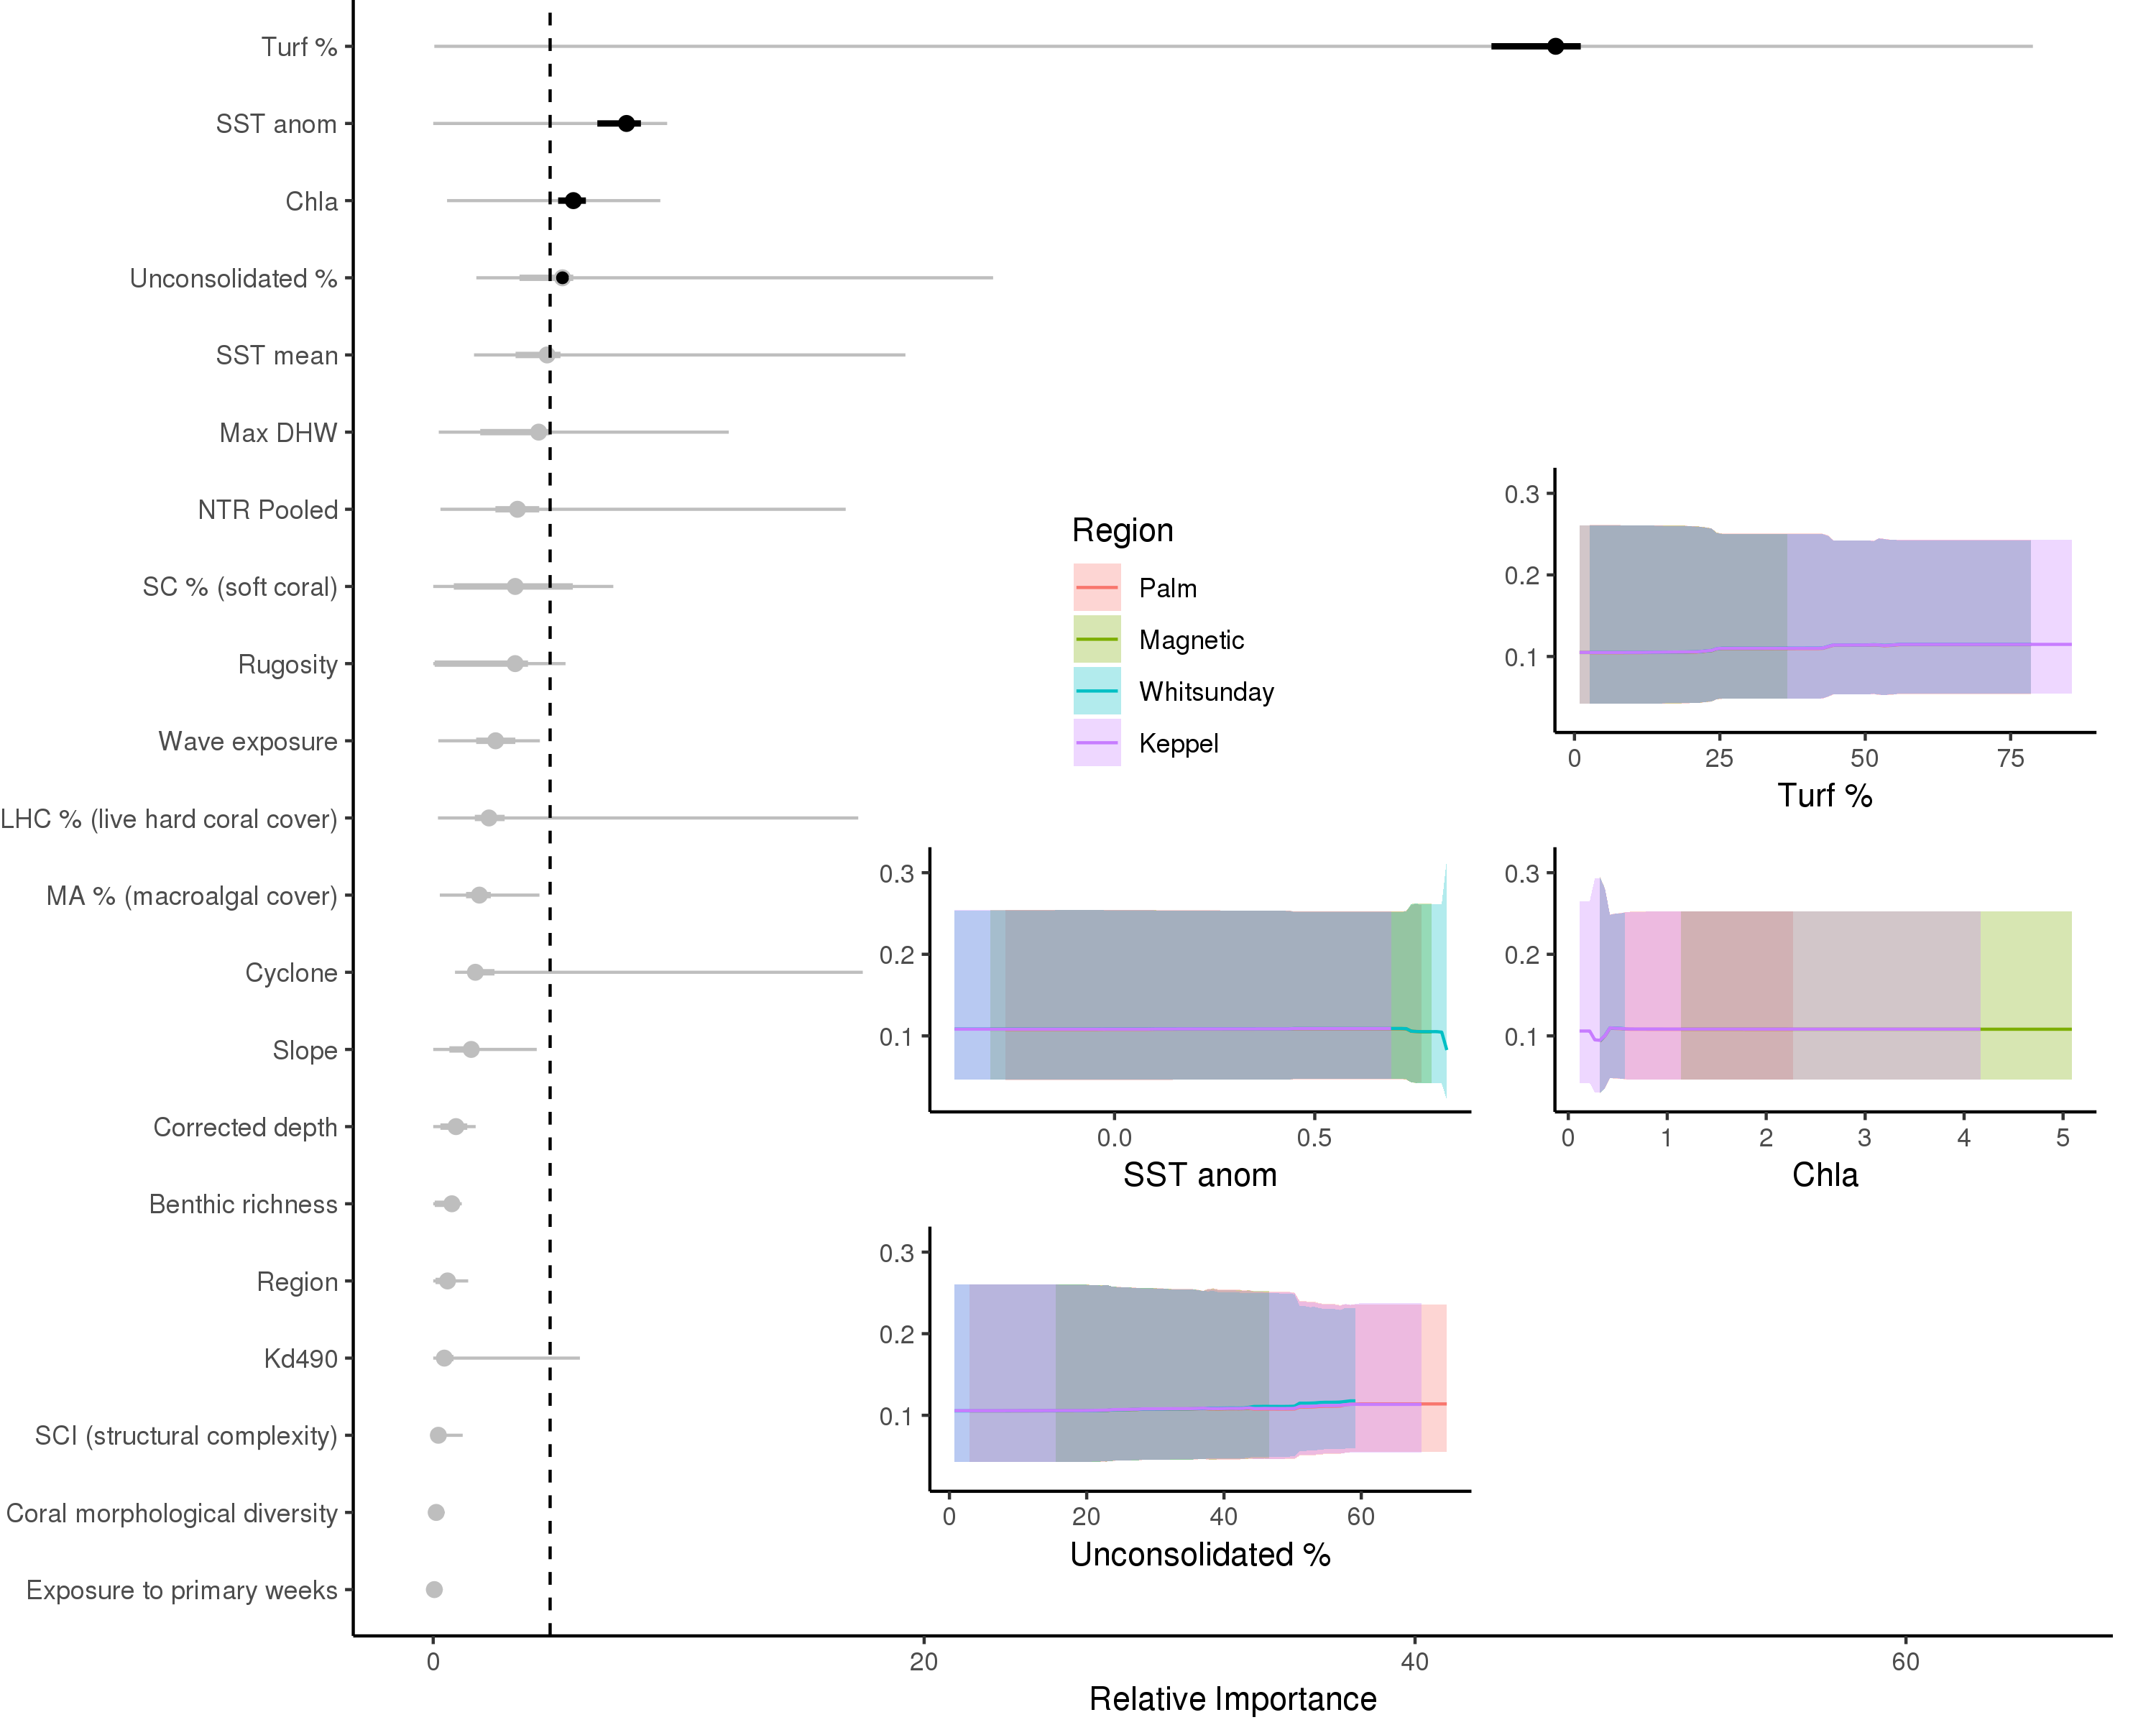 Turf %
SST anom
Chla
Unconsolidated %
SST mean
Max DHW
NTR Pooled
SC % (soft coral)
Rugosity
Wave exposure
LHC % (live hard coral cover)
MA % (macroalgal cover)
Cyclone
Slope
Corrected depth
Benthic richness
Region
Kd490
SCI (structural complexity)
Coral morphological diversity
Exposure to primary weeks
0 20 40 60
Relative Importance
Region
Palm
Magnetic
Whitsunday
Keppel
0.3
0.2
0.1
0 25 50 75
Turf %
0.3
0.2
0.1
0.0 0.5
SST anom
0.3
0.2
0.1
0 1 2 3 4 5
Chla
0.3
0.2
0.1
0 20 40 60
Unconsolidated %